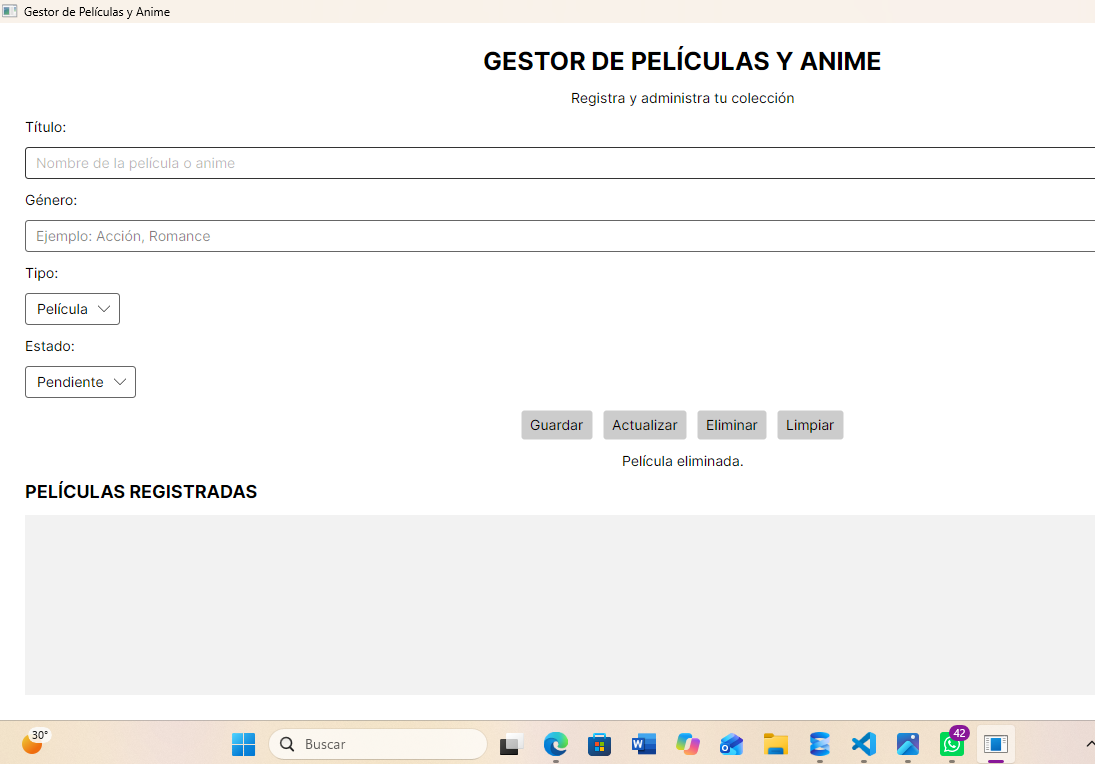 Gestor de Películas y Anime
GESTOR DE PELÍCULAS Y ANIME
Registra y administra tu colección
Título:
Nombre de la película o anime
Género:
Ejemplo: Acción, Romance
Tipo:
Película
Estado:
Pendiente
Guardar Actualizar Eliminar Limpiar
Película eliminada.
PELÍCULAS REGISTRADAS
30°
Buscar
42